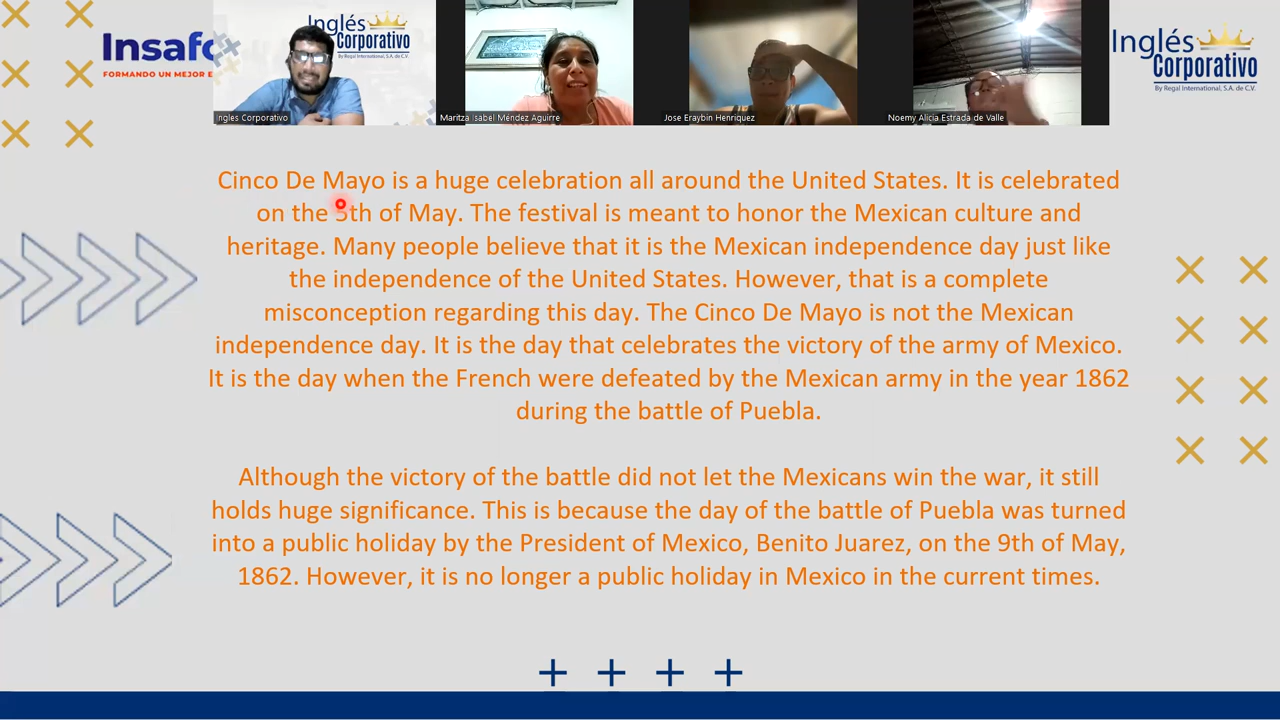 Insafo
FORMANDO UN MEJOR E
Inglés
Corporativo
By Regal International, S.A. de C.V.
Ingles Corporativo
Maritza Isabel Méndez Aguirre
Jose Eraybin Henriquez
Noemy Alicia Estrada de Valle
Inglés
Corporativo
By Regal International, S.A. de C.V.
Cinco De Mayo is a huge celebration all around the United States. It is celebrated
on the 5th of May. The festival is meant to honor the Mexican culture and
heritage. Many people believe that it is the Mexican independence day just like
the independence of the United States. However, that is a complete
misconception regarding this day. The Cinco De Mayo is not the Mexican
independence day. It is the day that celebrates the victory of the army of Mexico.
It is the day when the French were defeated by the Mexican army in the year 1862
during the battle of Puebla.
Although the victory of the battle did not let the Mexicans win the war, it still
holds huge significance. This is because the day of the battle of Puebla was turned
into a public holiday by the President of Mexico, Benito Juarez, on the 9th of May,
1862. However, it is no longer a public holiday in Mexico in the current times.